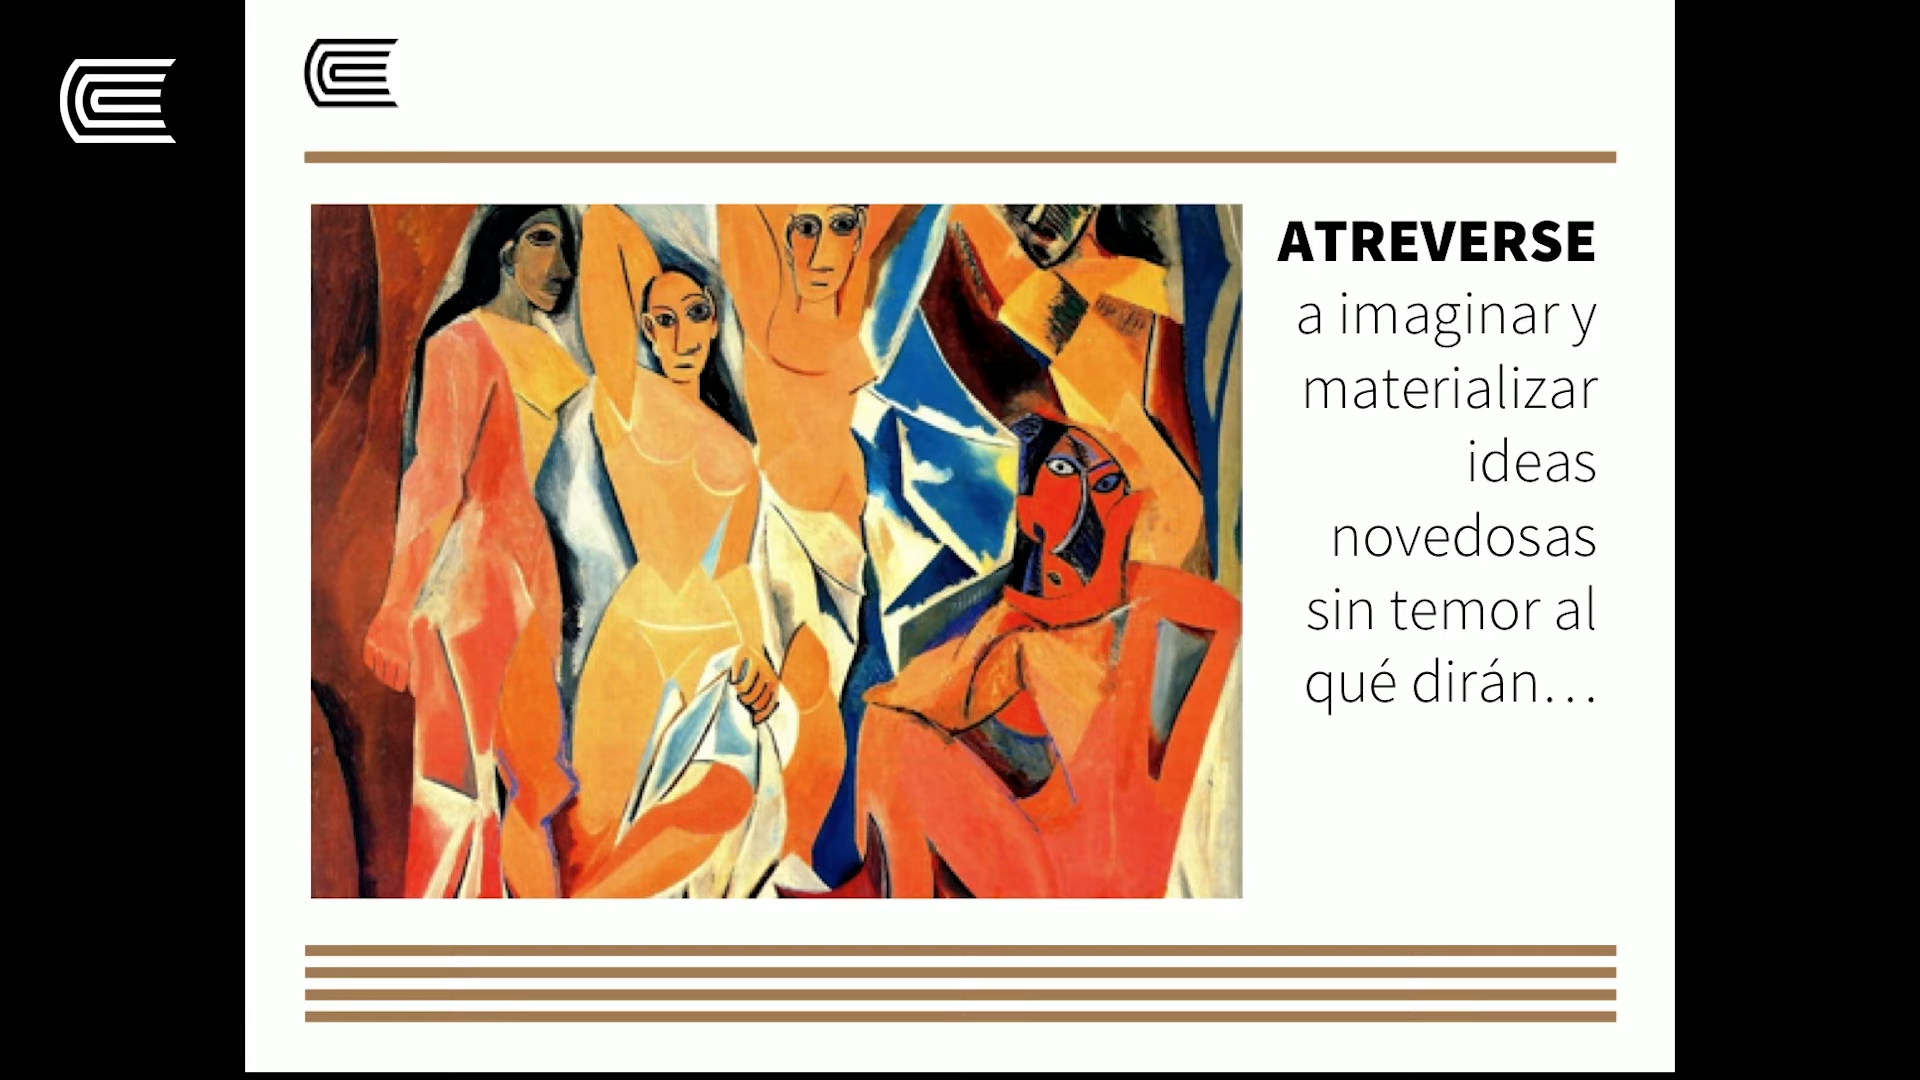 ATREVERSE
a imaginar y
materializar
ideas
novedosas
sin temor al
qué dirán…